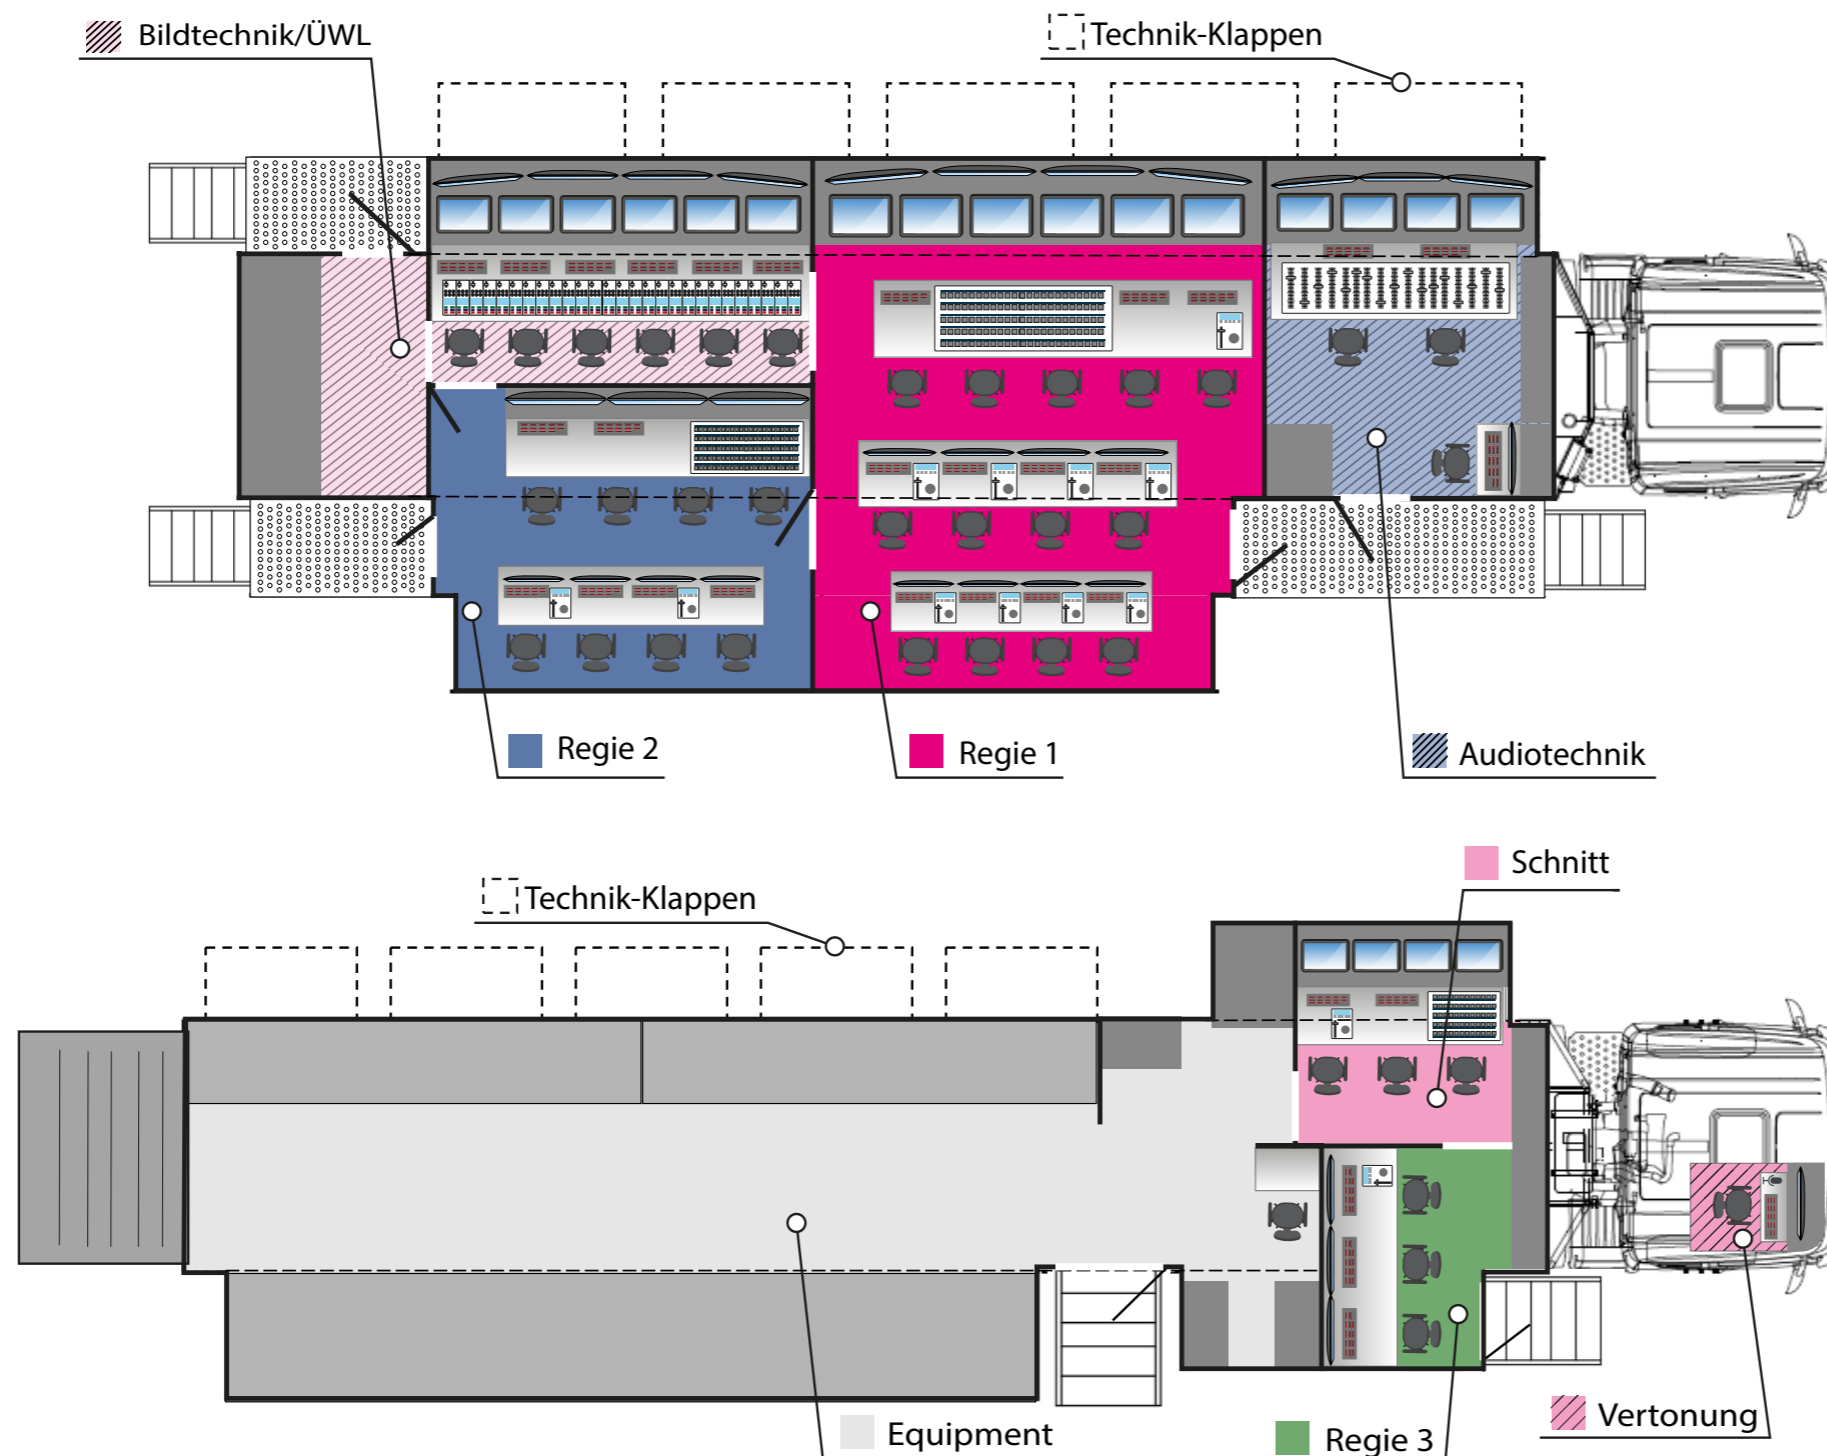 Bildtechnik/ÜWL
Technik-Klappen
Regie 2
Regie 1
Audiotechnik
Schnitt
Technik-Klappen
Vertonung
Equipment
Regie 3